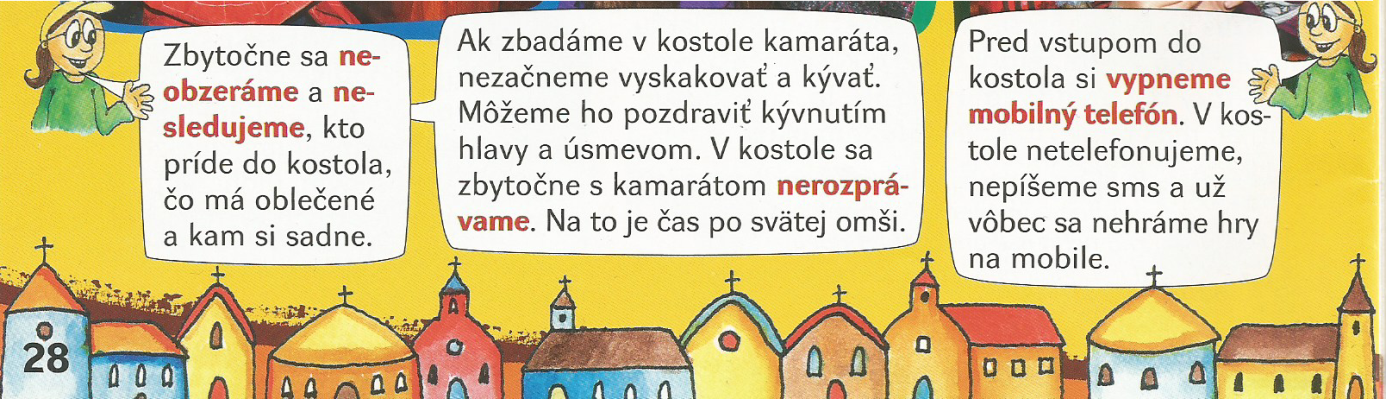 Zbytočne sa ne-
obzeráme a ne-
sledujeme, kto
príde do kostola,
čo má oblečené
a kam si sadne.
Ak zbadáme v kostole kamaráta,
nezačneme vyskakovať a kývať.
Môžeme ho pozdraviť kývnutím
hlavy a úsmevom. V kostole sa
zbytočne s kamarátom nerozprá-
vame. Na to je čas po svätej omši.
Pred vstupom do
kostola si vypneme
mobilný telefón. V kos-
tole netelefonujeme,
nepíšeme sms a už
vôbec sa nehráme hry
na mobile.
28